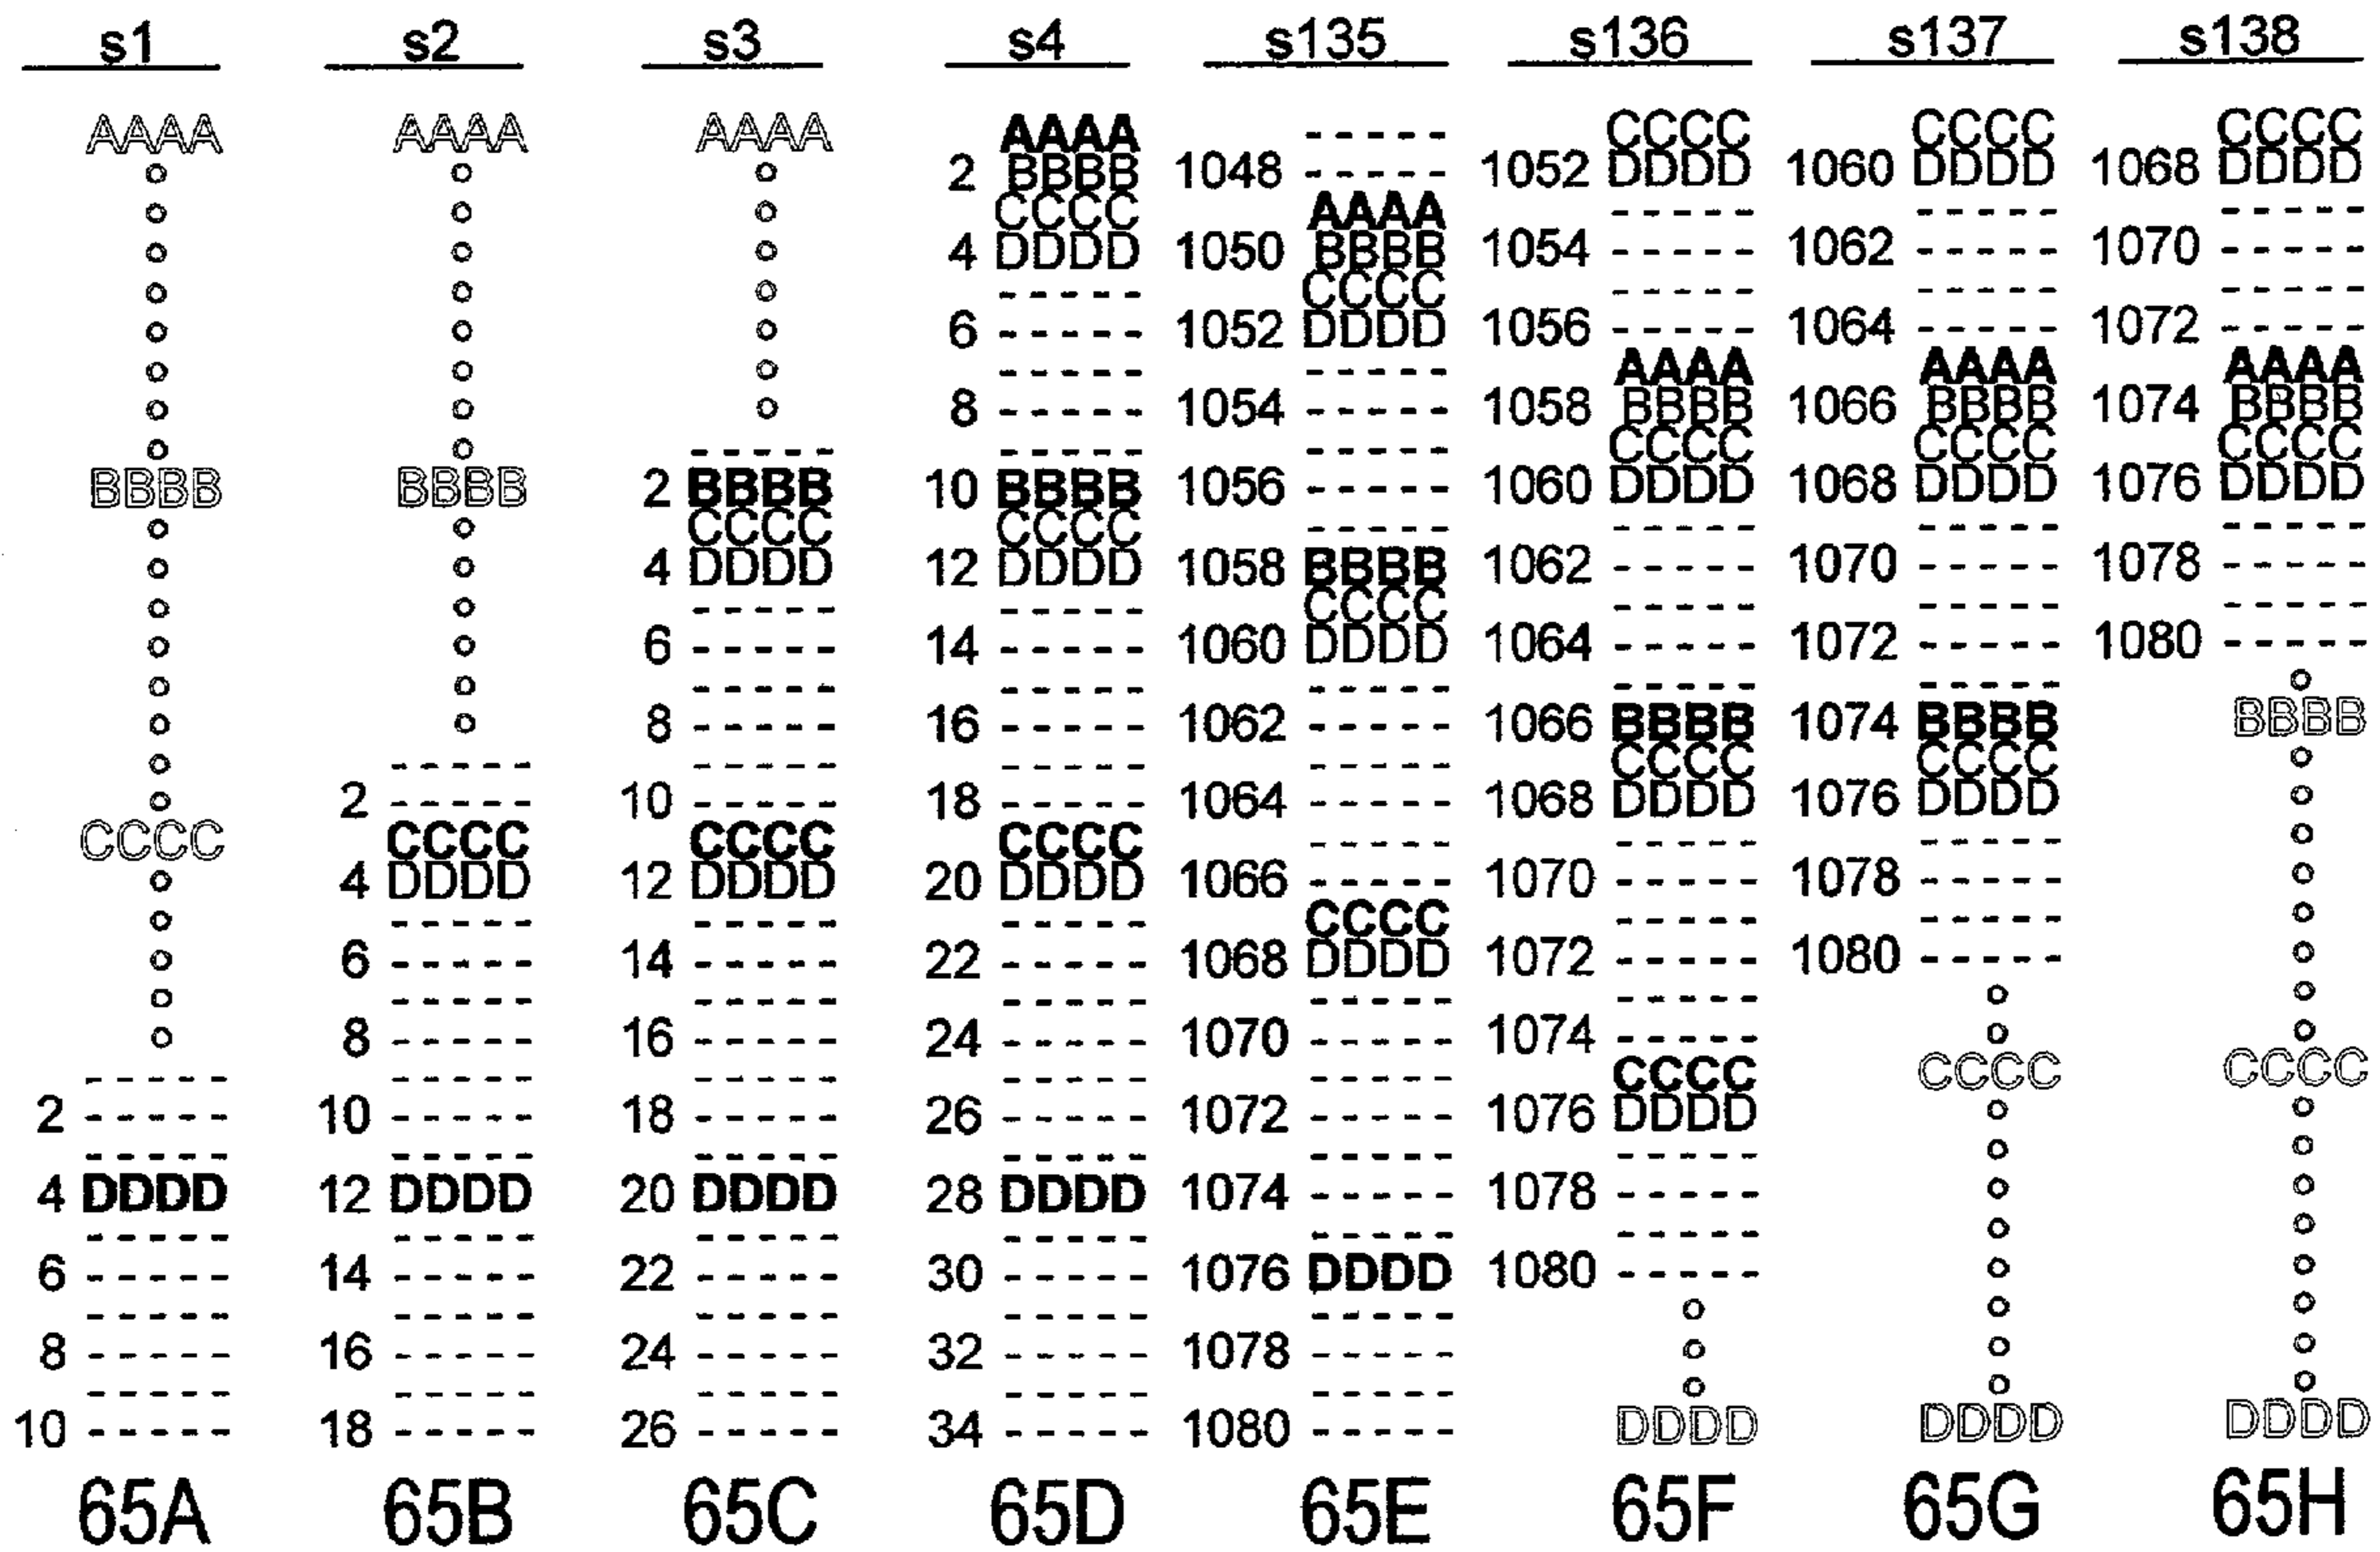 s1
AAAA
BBBB
CCCC
-----
2 -----
-----
4 DDDD
-----
6 -----
-----
8 -----
-----
10 -----
65A
s2
AAAA
BBBB
-----
2 -----
CCCC
4 DDDD
-----
6 -----
-----
8 -----
-----
10 -----
-----
12 DDDD
-----
14 -----
-----
16 -----
-----
18 -----
65B
s3
AAAA
-----
2 BBBB
CCCC
4 DDDD
-----
6 -----
-----
8 -----
-----
10 -----
CCCC
12 DDDD
-----
14 -----
-----
16 -----
-----
18 -----
-----
20 DDDD
-----
22 -----
-----
24 -----
-----
26 -----
65C
s4
AAAA
2 BBBB
CCCC
4 DDDD
-----
6 -----
-----
8 -----
-----
10 BBBB
CCCC
12 DDDD
-----
14 -----
-----
16 -----
-----
18 -----
CCCC
20 DDDD
-----
22 -----
-----
24 -----
-----
26 -----
-----
28 DDDD
-----
30 -----
-----
32 -----
-----
34 -----
65D
s135
-----
1048 -----
AAAA
1050 BBBB
CCCC
1052 DDDD
-----
1054 -----
-----
1056 -----
-----
1058 BBBB
CCCC
1060 DDDD
-----
1062 -----
-----
1064 -----
-----
1066 -----
CCCC
1068 DDDD
-----
1070 -----
-----
1072 -----
-----
1074 -----
-----
1076 DDDD
-----
1078 -----
-----
1080 -----
65E
s136
CCCC
1052 DDDD
-----
1054 -----
-----
1056 -----
AAAA
1058 BBBB
CCCC
1060 DDDD
-----
1062 -----
-----
1064 -----
-----
1066 BBBB
CCCC
1068 DDDD
-----
1070 -----
-----
1072 -----
-----
1074 -----
CCCC
1076 DDDD
-----
1078 -----
-----
1080 -----
DDDD
65F
s137
CCCC
1060 DDDD
-----
1062 -----
-----
1064 -----
AAAA
1066 BBBB
CCCC
1068 DDDD
-----
1070 -----
-----
1072 -----
-----
1074 BBBB
CCCC
1076 DDDD
-----
1078 -----
-----
1080 -----
CCCC
DDDD
65G
s138
CCCC
1068 DDDD
-----
1070 -----
-----
1072 -----
AAAA
1074 BBBB
CCCC
1076 DDDD
-----
1078 -----
-----
1080 -----
BBBB
CCCC
DDDD
65H